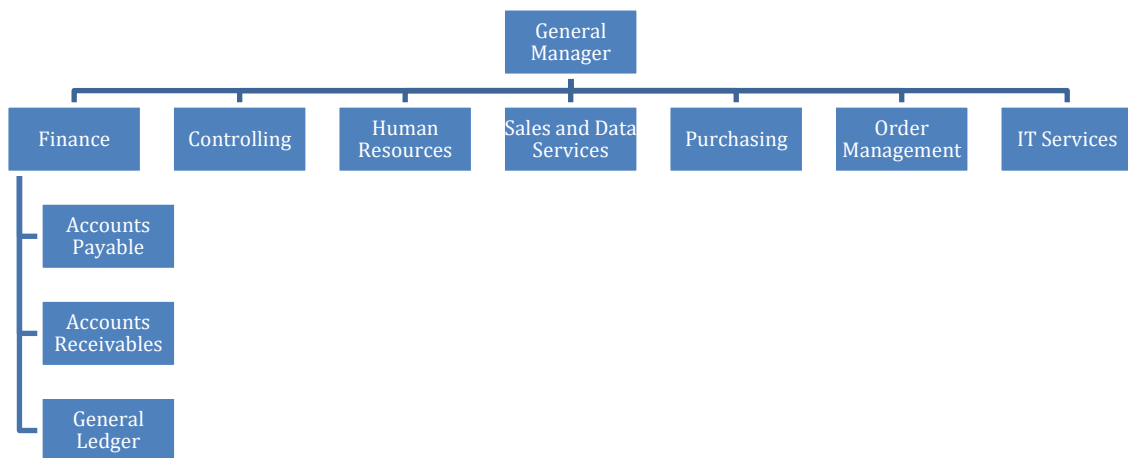 General
Manager
Finance
Controlling
Human
Resources
Sales and Data
Services
Purchasing
Order
Management
IT Services
Accounts
Payable
Accounts
Receivables
General
Ledger